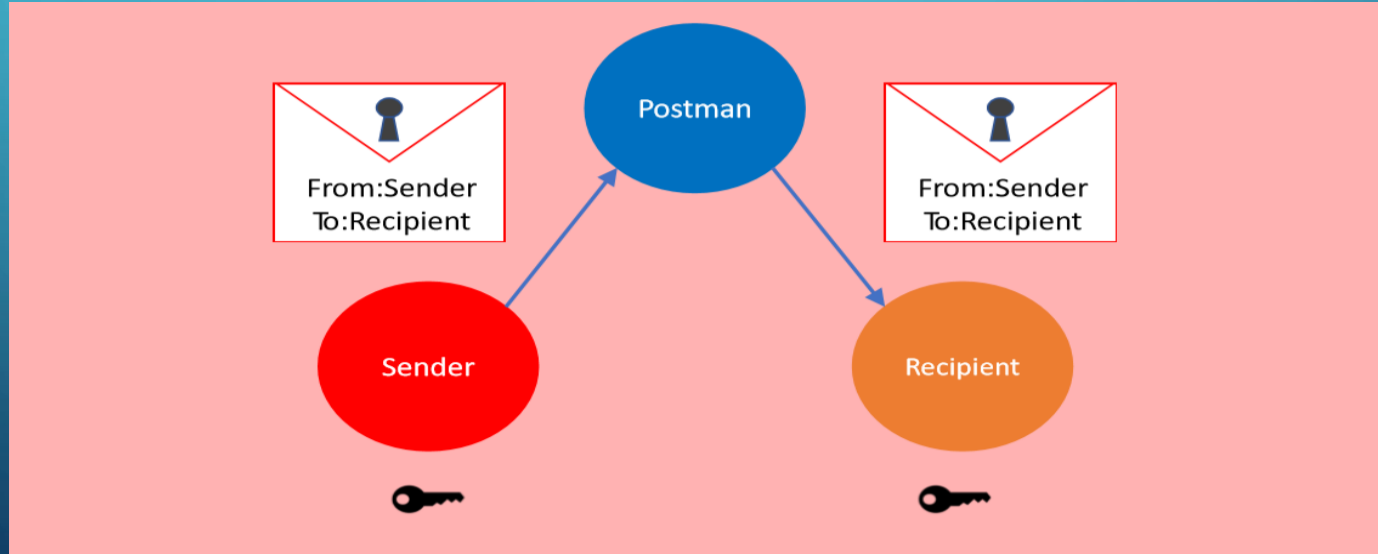 Postman
From:Sender
To:Recipient
From:Sender
To:Recipient
Sender
Recipient